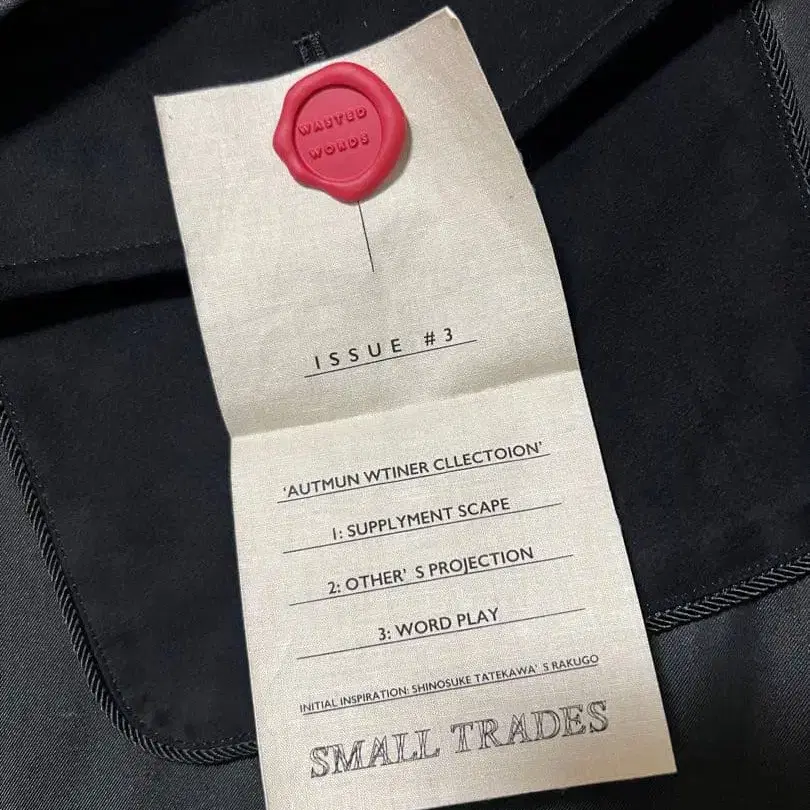 WASTED
WORDS
ISSUE #3
'AUTMUN WTINER CLLECTOION'
1: SUPPLYMENT SCAPE
2: OTHER' S PROJECTION
3: WORD PLAY
INITIAL INSPIRATION: SHINOSUKE TATEKAWA' S RAKUGO
SMALL TRADES